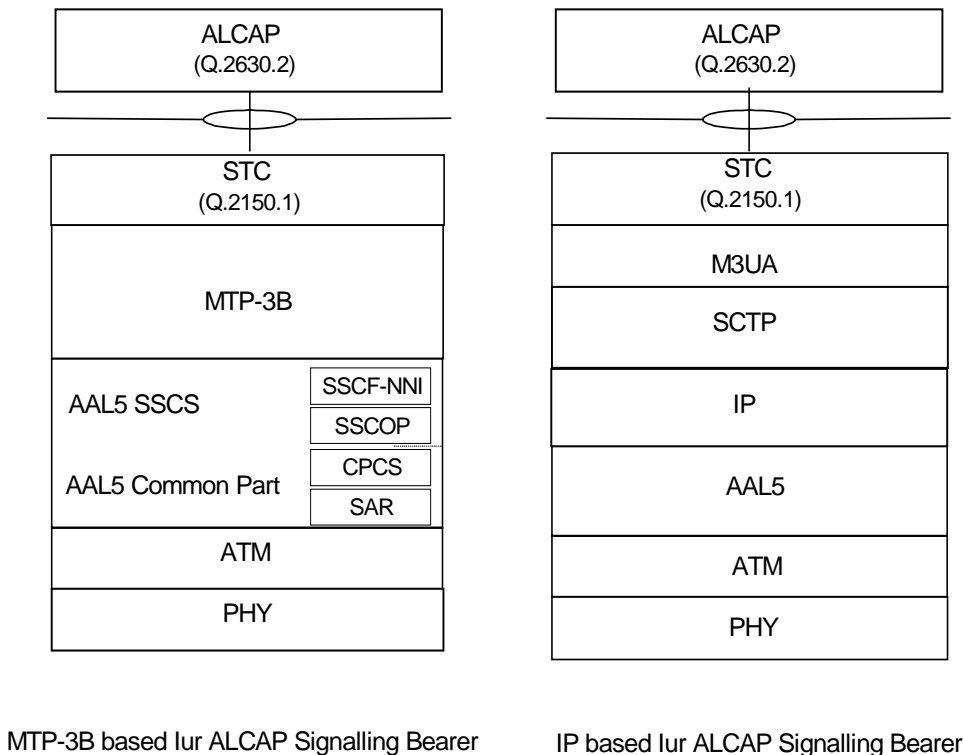 ALCAP
(Q.2630.2)
STC
(Q.2150.1)
MTP-3B
AAL5 SSCS
SSCF-NNI
SSCOP
AAL5 Common Part
CPCS
SAR
ATM
PHY
MTP-3B based Iur ALCAP Signalling Bearer
ALCAP
(Q.2630.2)
STC
(Q.2150.1)
M3UA
SCTP
IP
AAL5
ATM
PHY
IP based Iur ALCAP Signalling Bearer